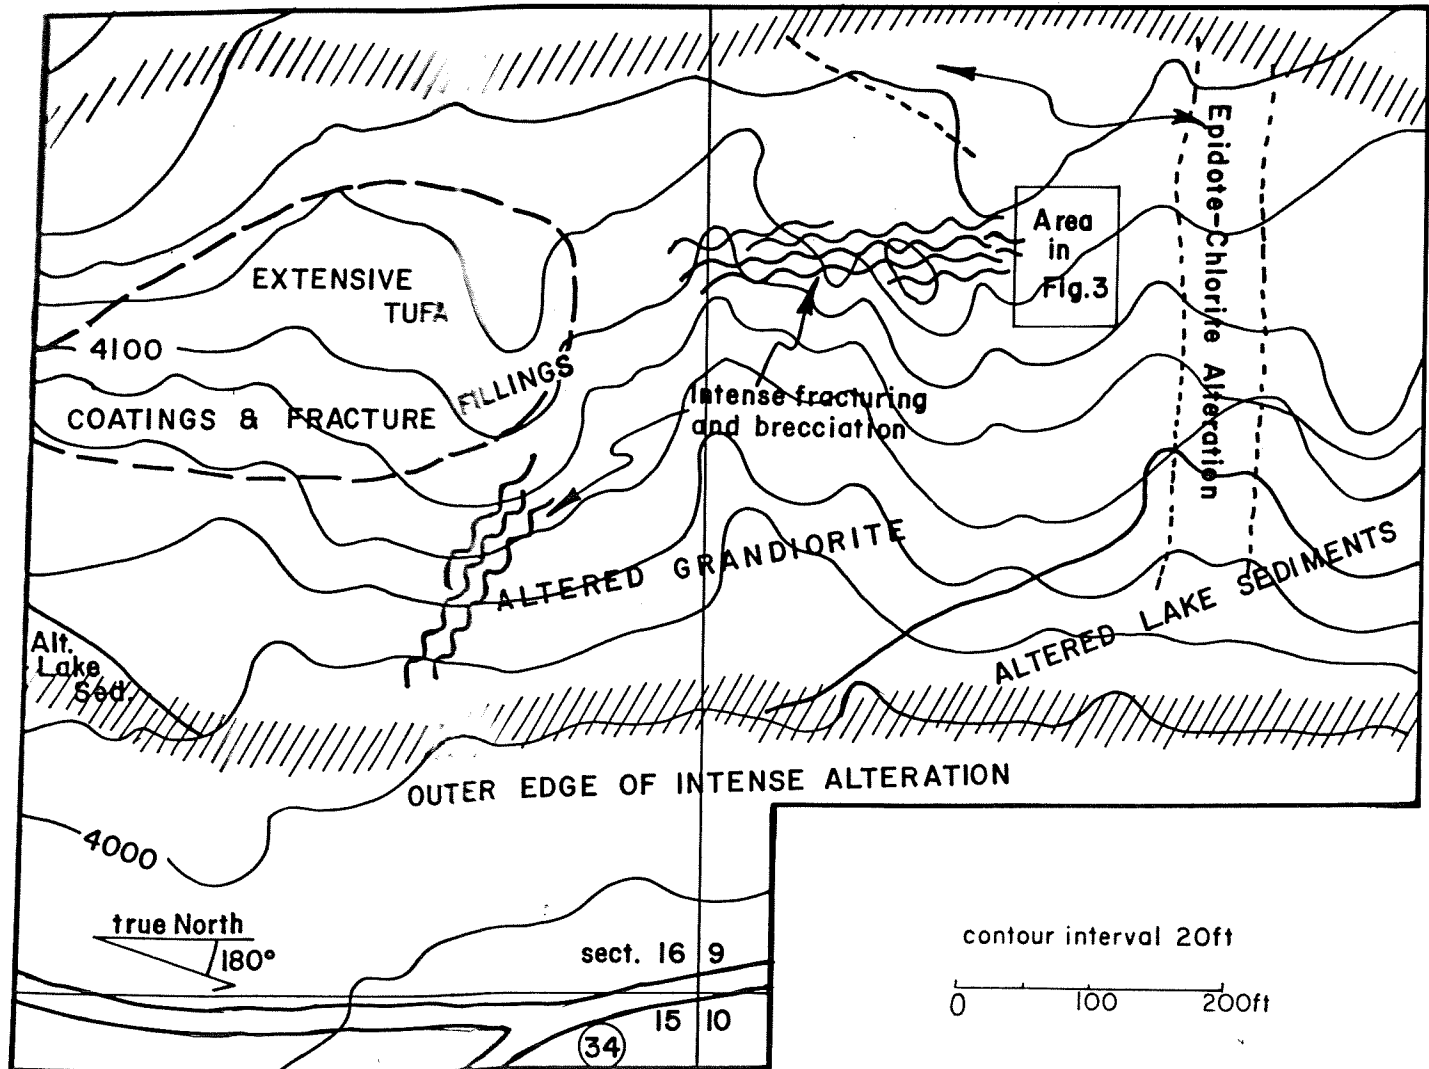 Epidote-Chlorite Alteration
Area
in
Fig.3
EXTENSIVE
TUFA
4100
FILLINGS
COATINGS & FRACTURE
Intense fracturing
and brecciation
ALTERED GRANDIORITE
ALTERED LAKE SEDIMENTS
Alt.
Lake
Sed.
OUTER EDGE OF INTENSE ALTERATION
4000
true North
180°
sect. 16 9
15 10
34
contour interval 20ft
0 100 200ft